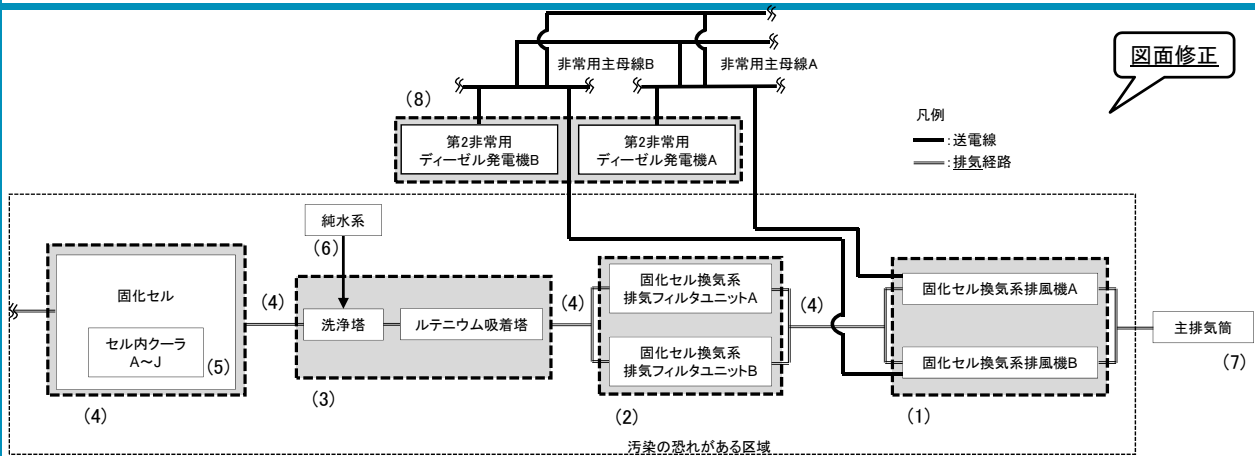 図面修正
非常用主母線B
非常用主母線A
(8)
第2非常用
ディーゼル発電機B
第2非常用
ディーゼル発電機A
凡例
:送電線
:排気経路
純水系
(6)
固化セル
セル内クーラ
A~J
(5)
(4)
(4)
洗浄塔
ルテニウム吸着塔
(3)
(4)
固化セル換気系
排気フィルタユニットA
固化セル換気系
排気フィルタユニットB
(2)
(4)
固化セル換気系排風機A
固化セル換気系排風機B
(1)
主排気筒
(7)
汚染の恐れがある区域